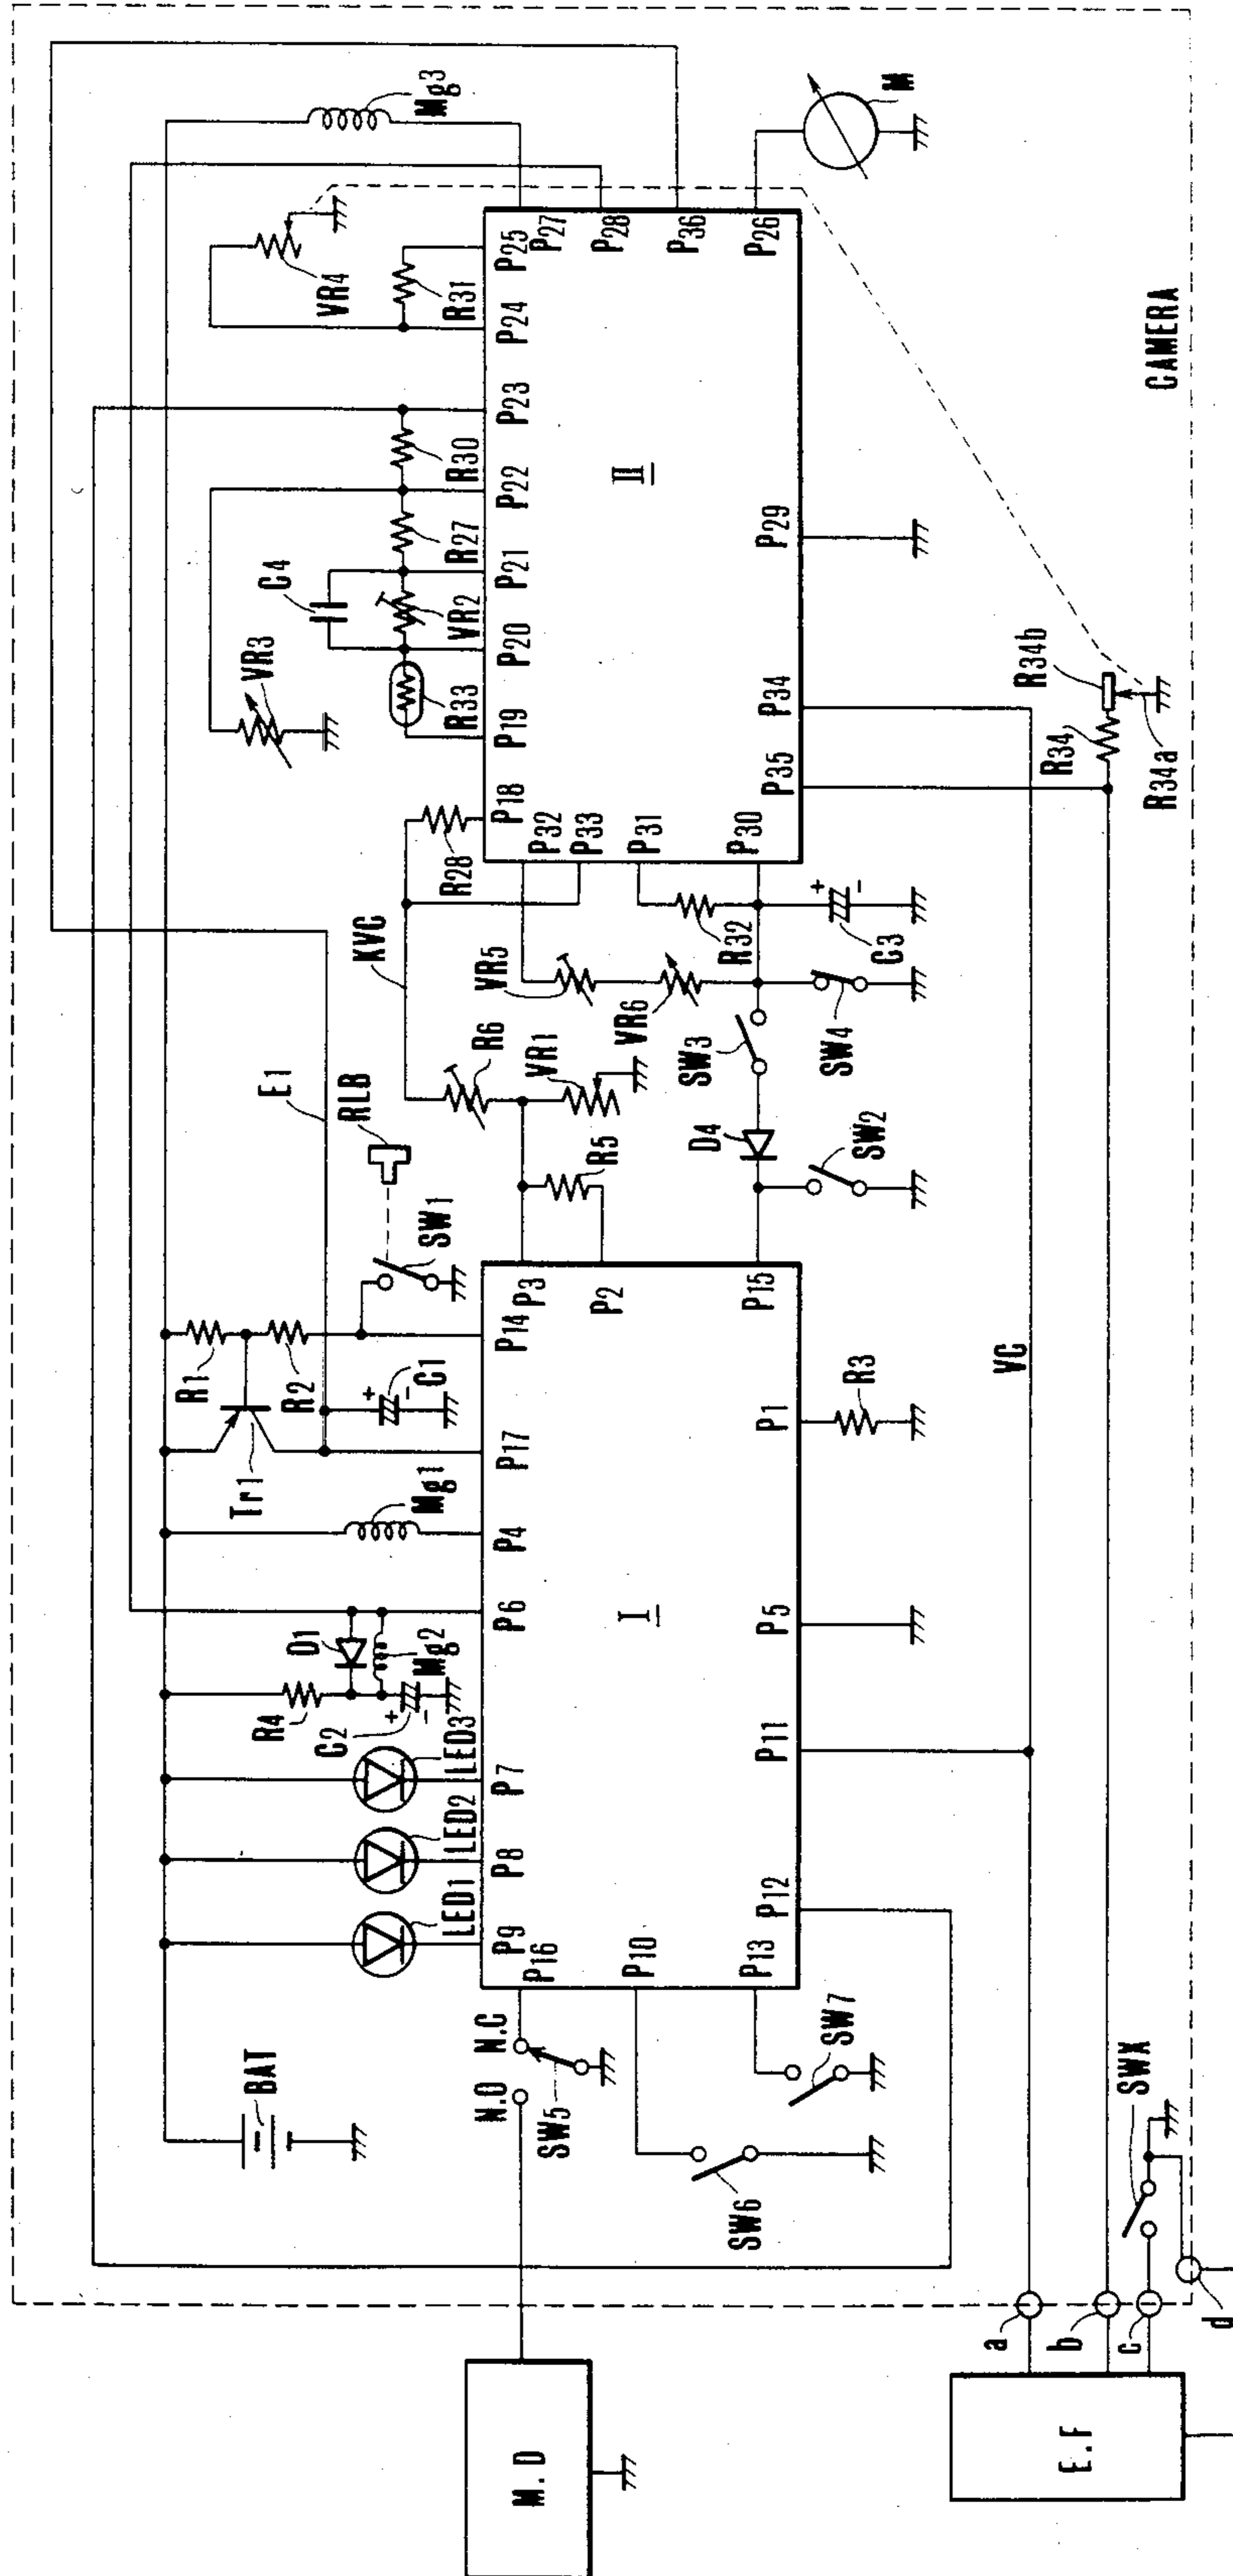 Mg3
VR4
R31
R30
R27
C4
VR2
VR3
R33
P25
P24
P23
P22
P21
P20
P19
P18
P27
P28
P36
P26
M
II
P29
P34
P35
P32
P33
P31
P30
R28
KVC
VR5
VR6
R32
C3
SW4
SW3
D4
SW2
R6
VR1
R5
E1
RLB
SW1
R1
R2
Tr1
C1
Mg1
D1
Mg2
R4
C2
LED3
LED2
LED1
P14
P17
P4
P6
P7
P8
P9
P3
P2
P15
P1
R3
I
P5
P11
P12
P16
P10
P13
VC
R34b
R34
R34a
CAMERA
BAT
N.C
N.O
SW5
SW7
SW6
SWX
a
b
c
d
M.D
E.F